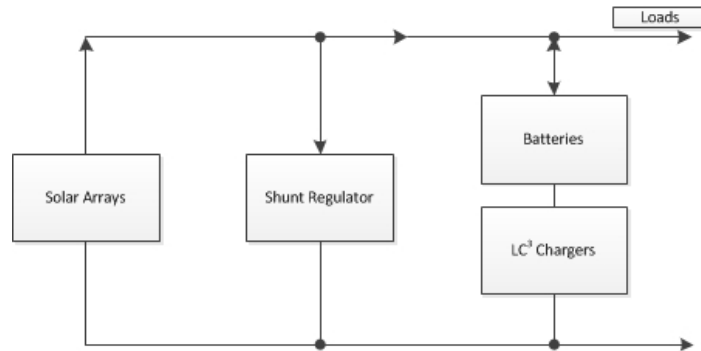 Loads
Batteries
Solar Arrays
Shunt Regulator
LC³ Chargers